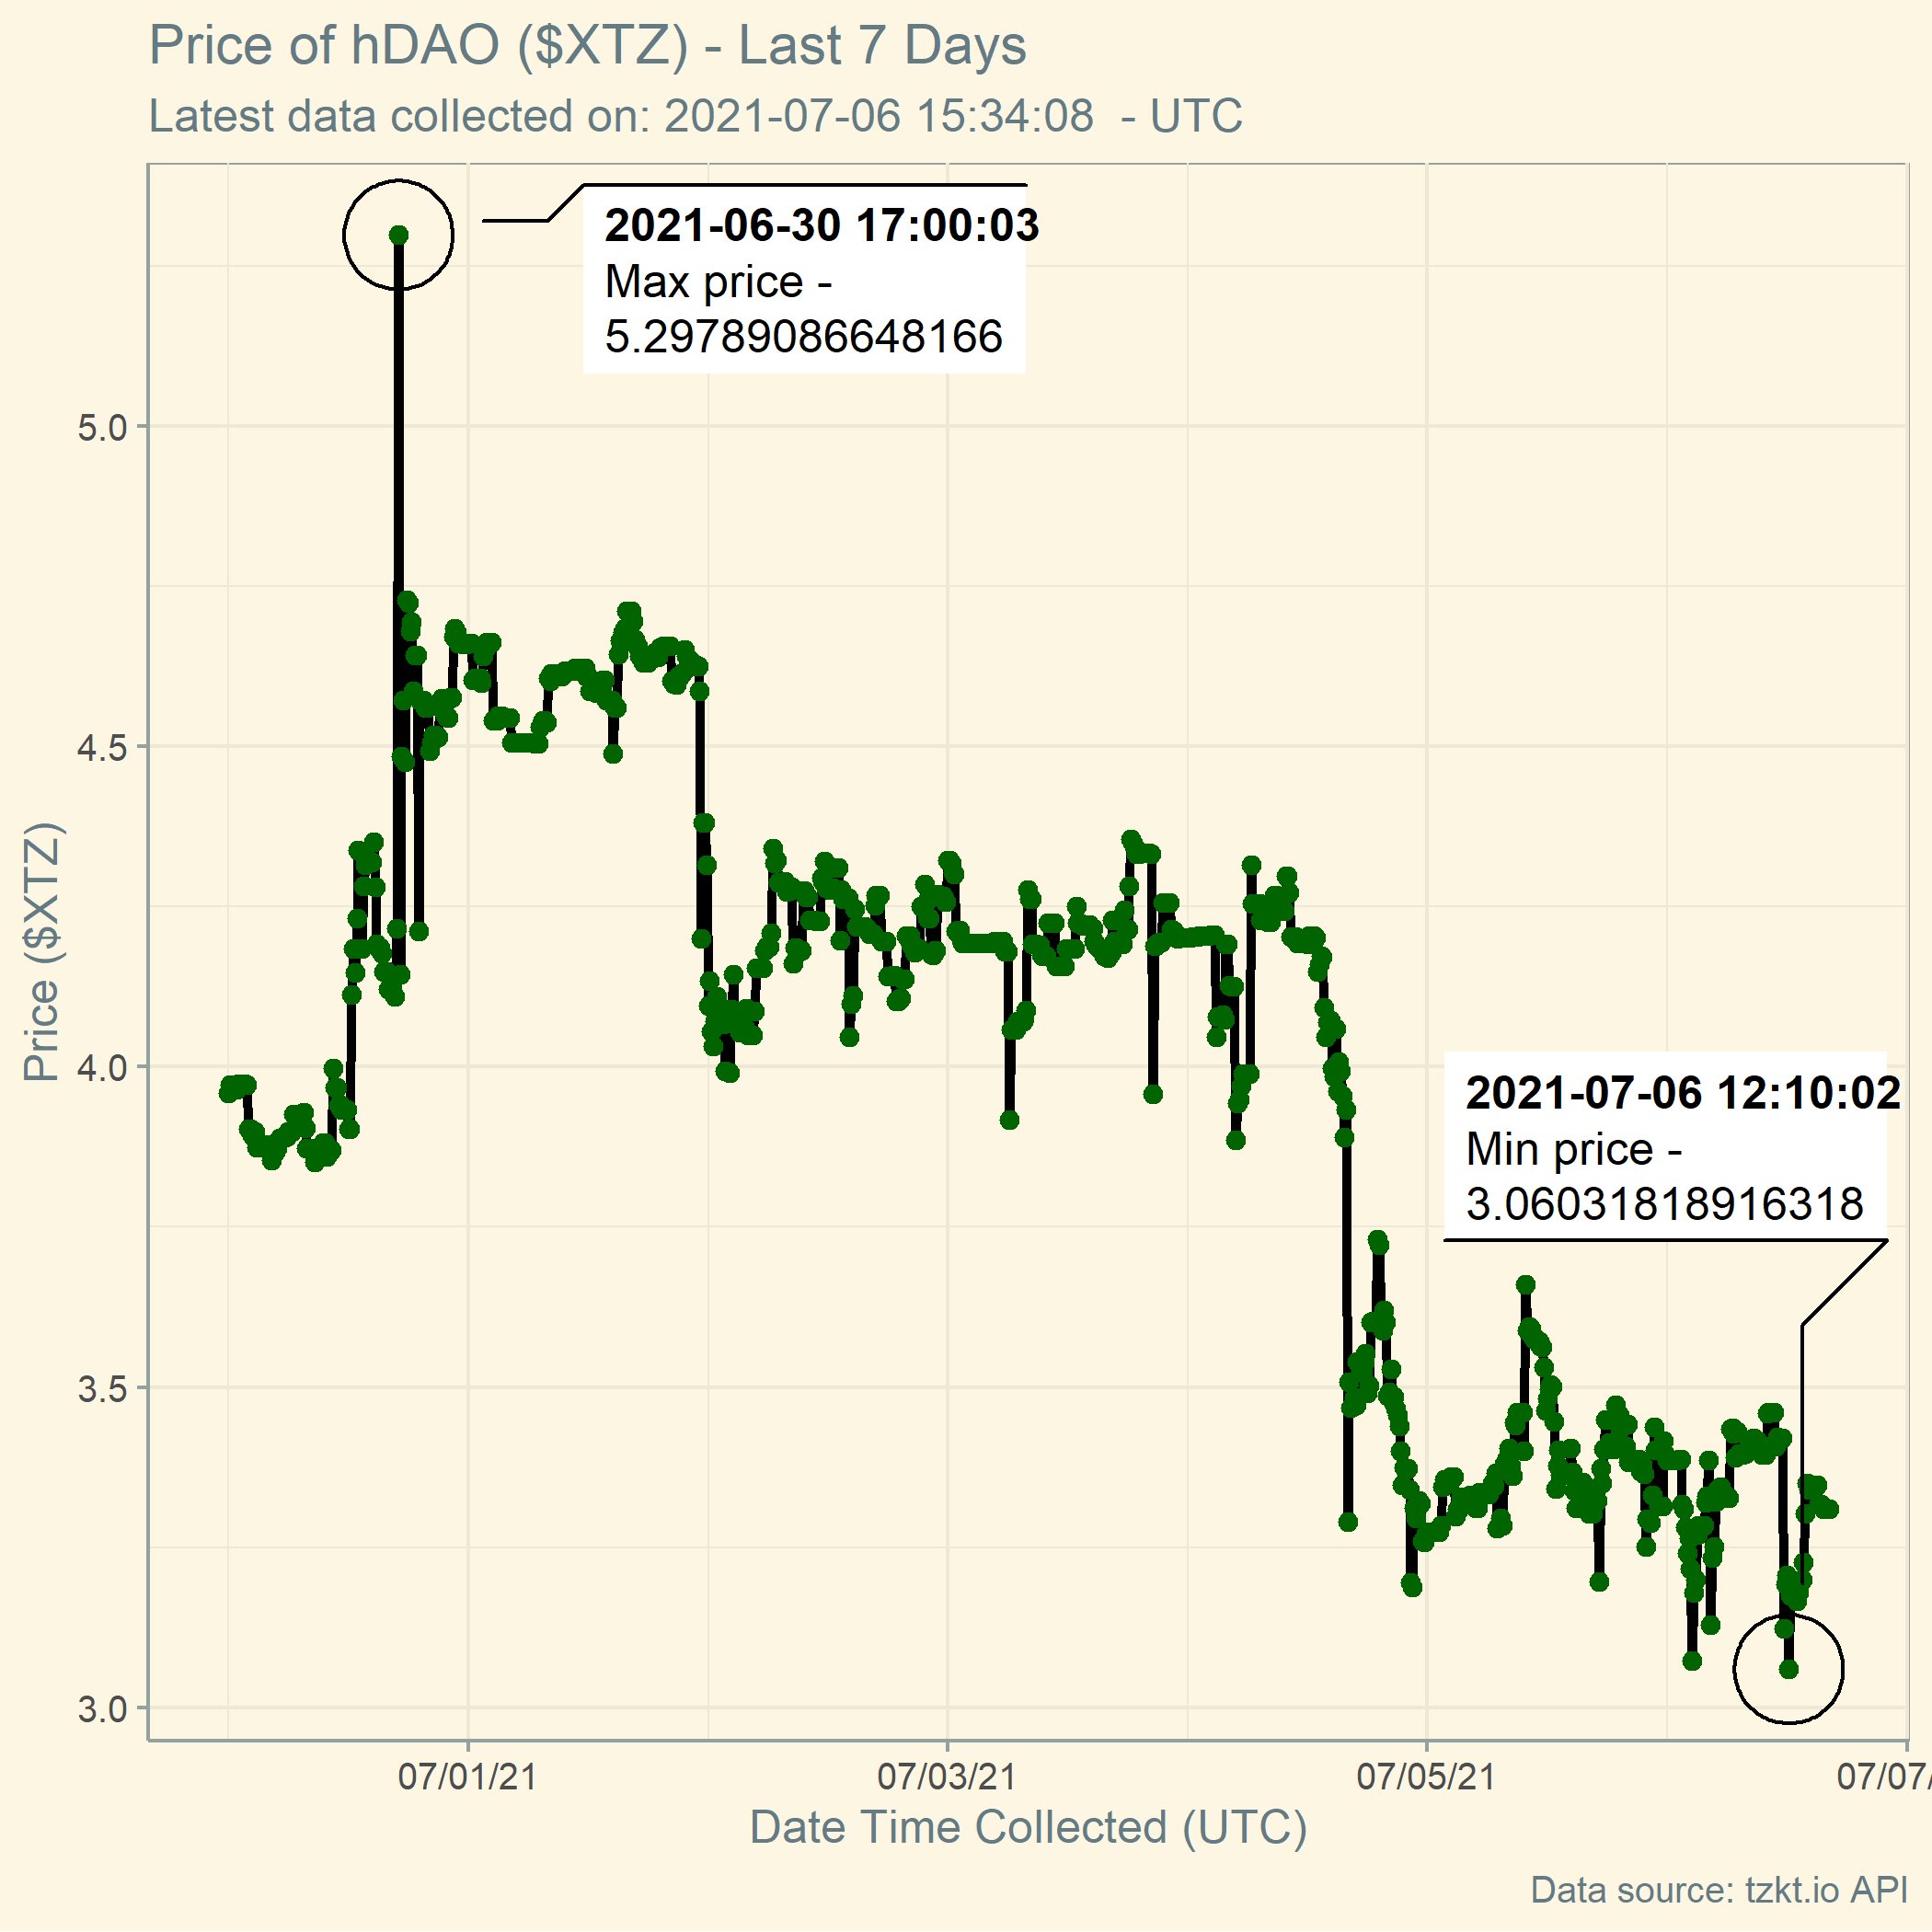 Price of hDAO ($XTZ) - Last 7 Days
Latest data collected on: 2021-07-06 15:34:08  - UTC
2021-06-30 17:00:03
Max price -
5.29789086648166
5.0
4.5
4.0
3.5
3.0
Price ($XTZ)
2021-07-06 12:10:02
Min price -
3.06031818916318
07/01/21
07/03/21
07/05/21
07/07/
Date Time Collected (UTC)
Data source: tzkt.io API